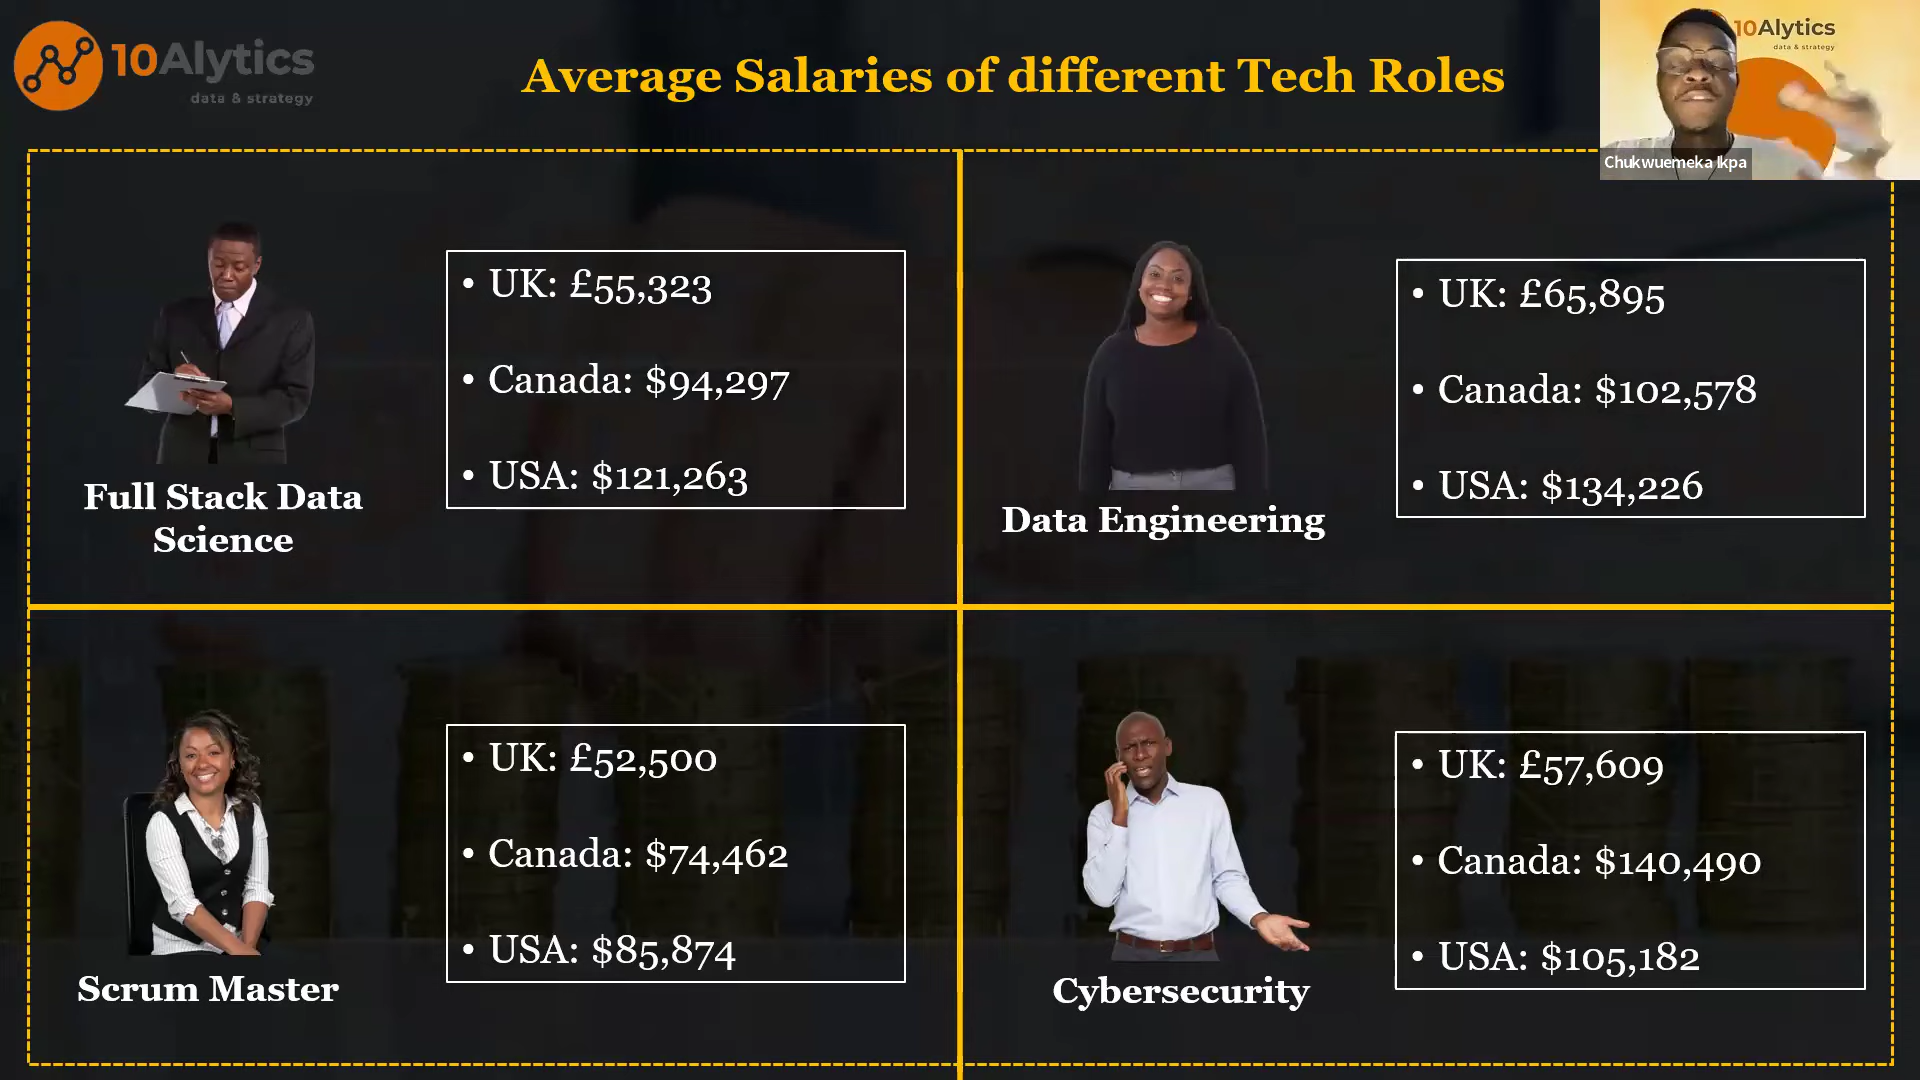 10Alytics
data & strategy
Average Salaries of different Tech Roles
10Alytics
data & strategy
Chukwuemeka Ikpa
• UK: £55,323
• Canada: $94,297
• USA: $121,263
Full Stack Data
Science
• UK: £65,895
• Canada: $102,578
• USA: $134,226
Data Engineering
• UK: £52,500
• Canada: $74,462
• USA: $85,874
Scrum Master
• UK: £57,609
• Canada: $140,490
• USA: $105,182
Cybersecurity